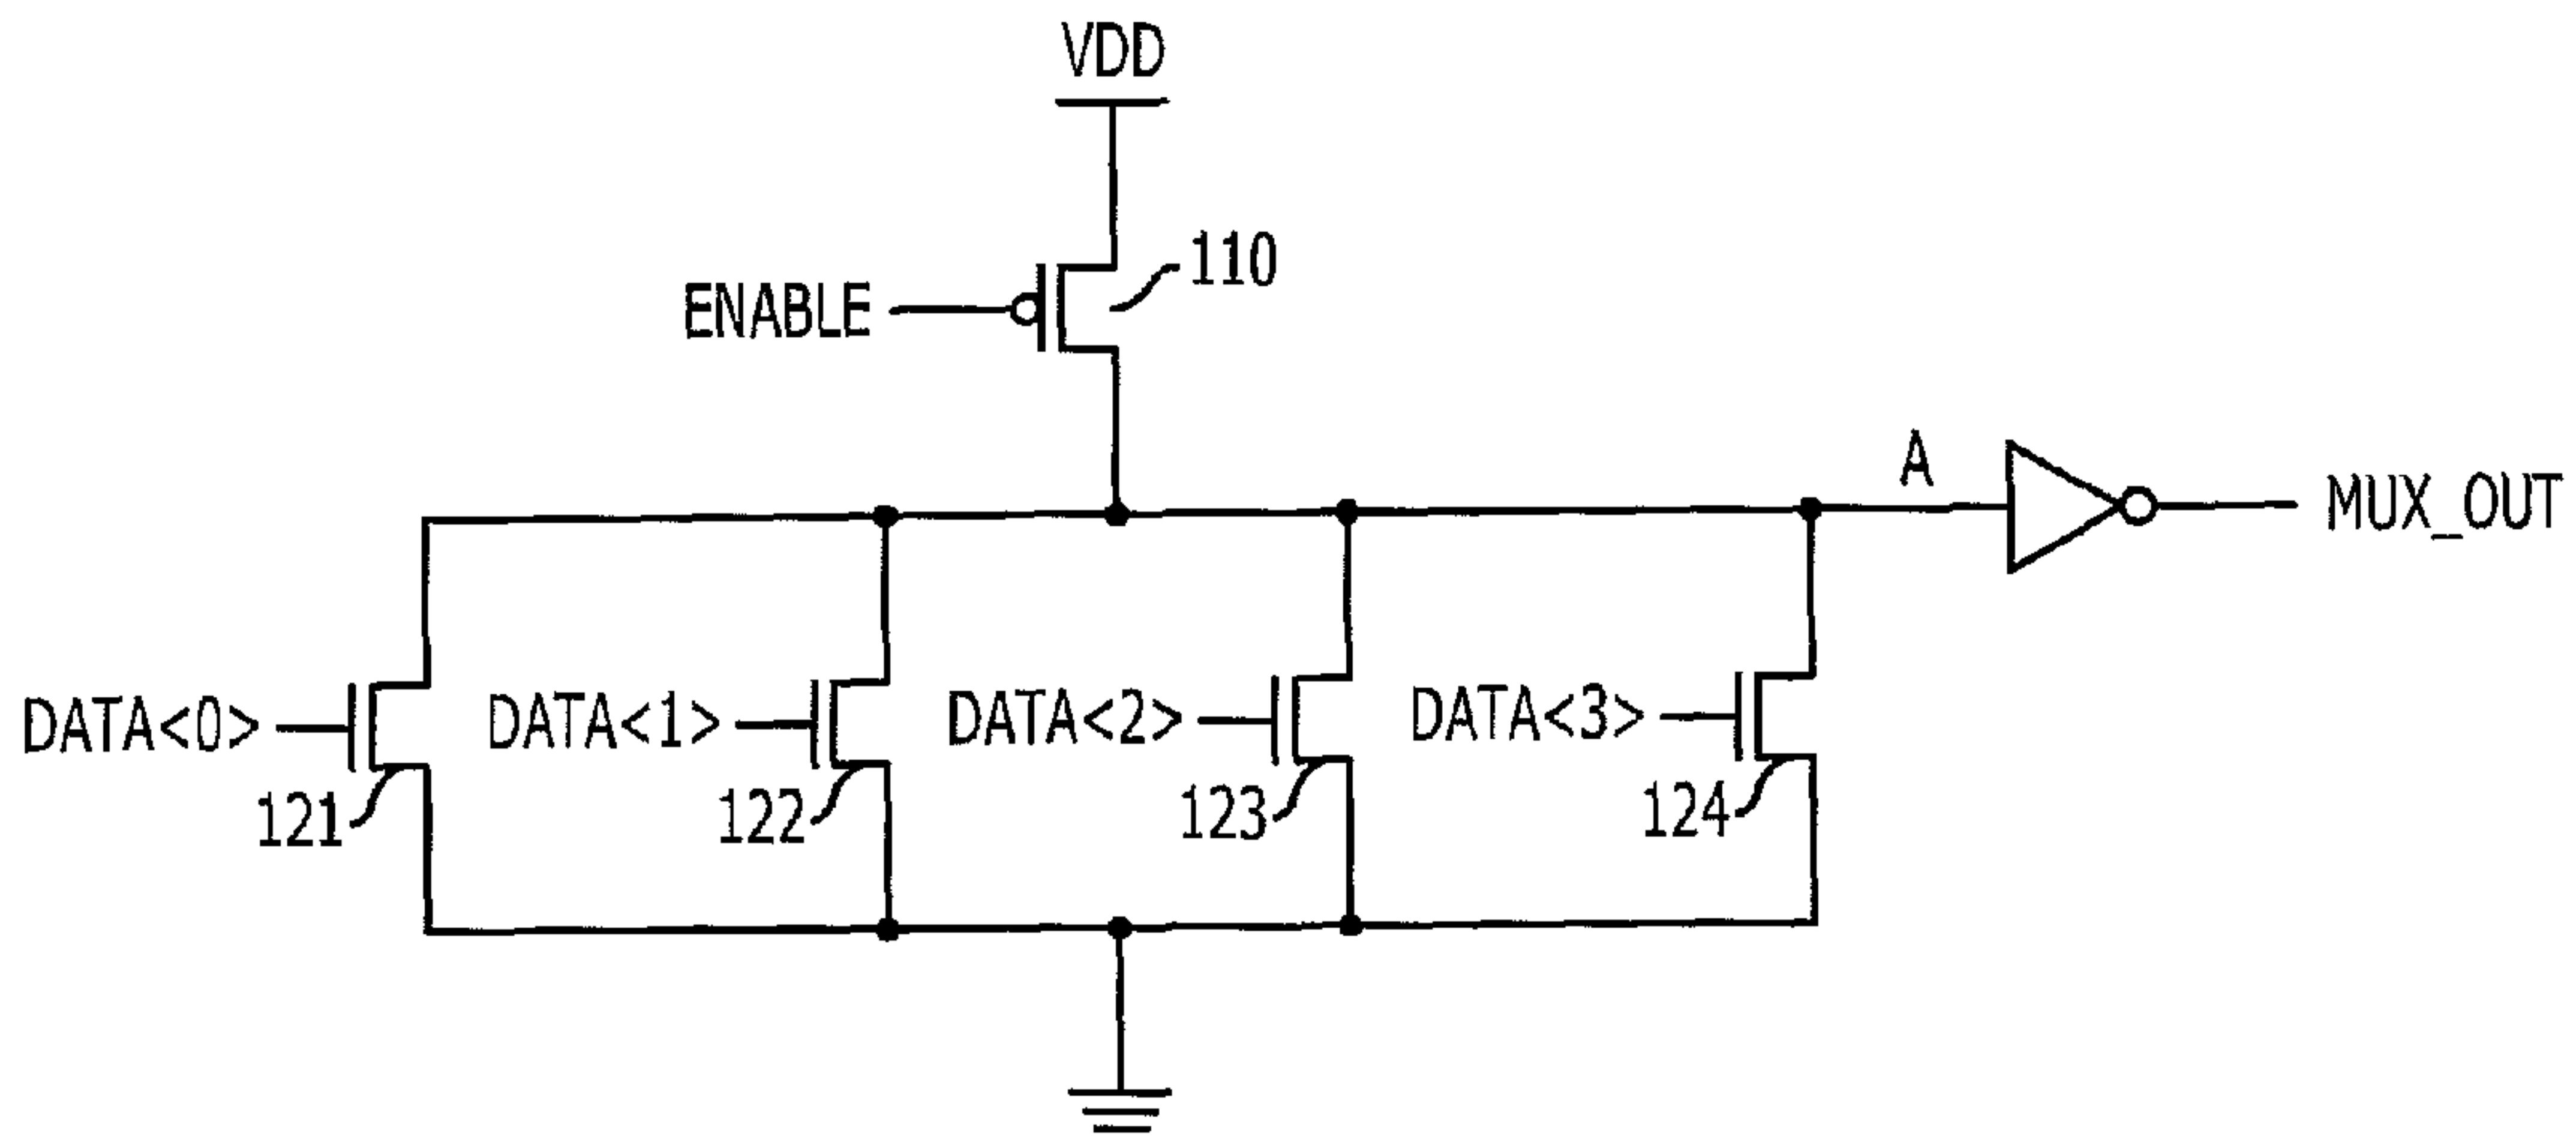 VDD
110
ENABLE
A
MUX_OUT
DATA<0>
DATA<1>
DATA<2>
DATA<3>
121
122
123
124